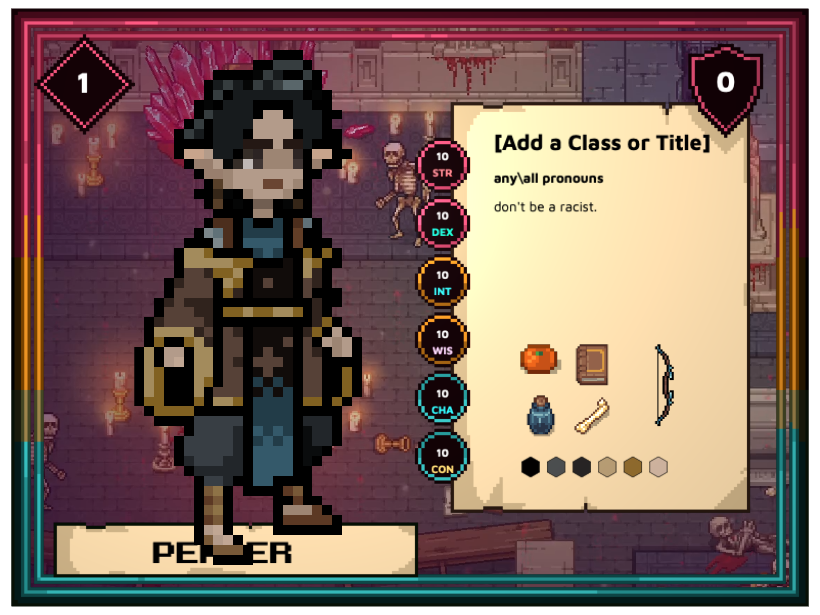 1
0
[Add a Class or Title]
any\all pronouns
don't be a racist.
10
STR
10
DEX
10
INT
10
WIS
10
CHA
10
CON